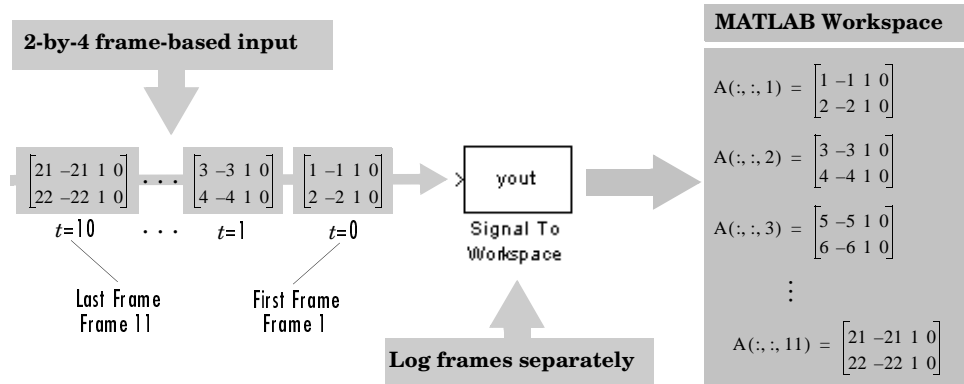 2-by-4 frame-based input
21 –21 1 0
22 –22 1 0
. . .
3 –3 1 0
4 –4 1 0
1 –1 1 0
2 –2 1 0
t=10 . . . t=1 t=0
Last Frame
Frame 11
First Frame
Frame 1
yout
Signal To
Workspace
Log frames separately
MATLAB Workspace
A(:, :, 1) = 1 –1 1 0
2 –2 1 0
A(:, :, 2) = 3 –3 1 0
4 –4 1 0
A(:, :, 3) = 5 –5 1 0
6 –6 1 0
⋮
A(:, :, 11) = 21 –21 1 0
22 –22 1 0